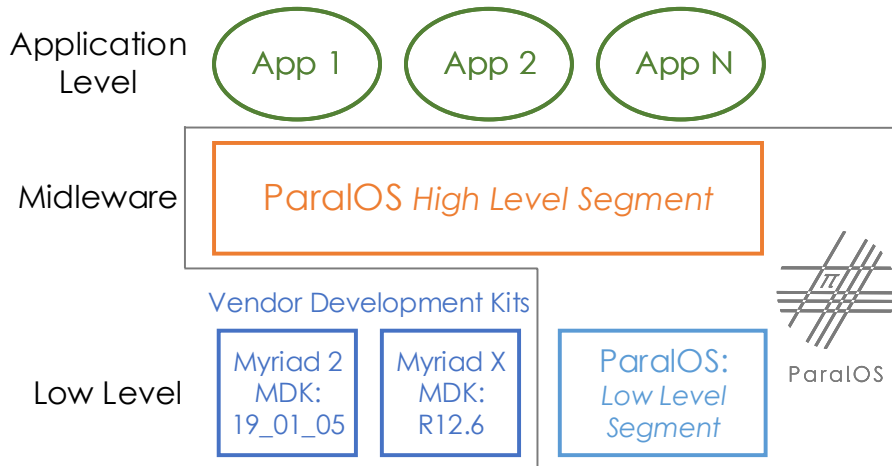 Application
Level
App 1
App 2
App N
Midleware
ParalOS High Level Segment
π
ParalOS
Vendor Development Kits
Low Level
Myriad 2
MDK:
19_01_05
Myriad X
MDK:
R12.6
ParalOS:
Low Level
Segment